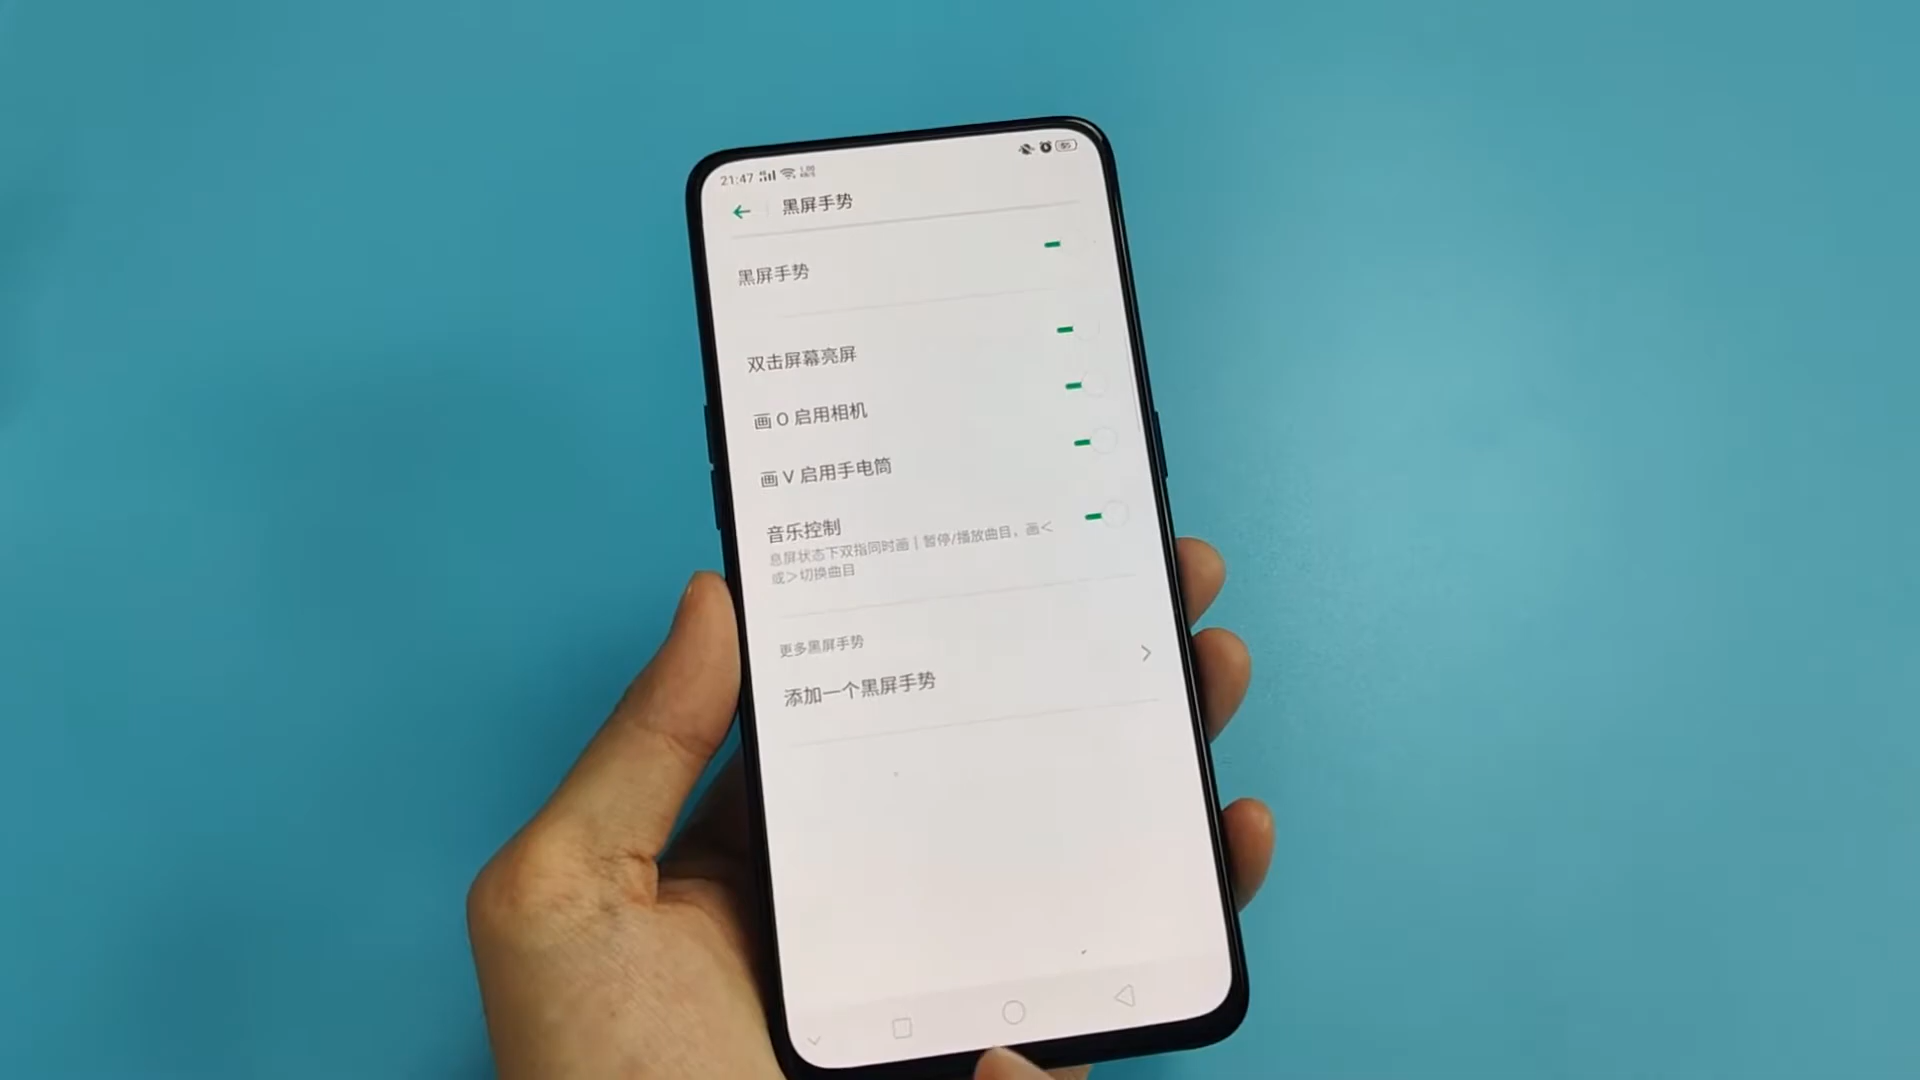 21:47
黑屏手势
黑屏手势
双击屏幕亮屏
画 O 启用相机
画 V 启用手电筒
音乐控制
息屏状态下双指同时画 | 暂停/播放曲目，画<
或>切换曲目
更多黑屏手势
添加一个黑屏手势